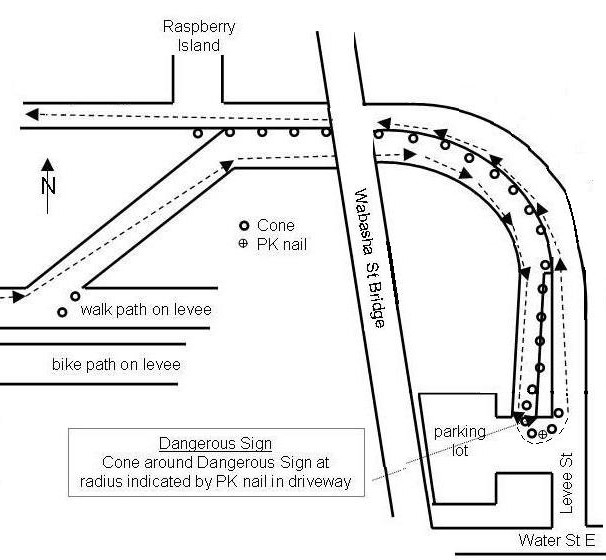 Raspberry
Island
N
Cone
PK nail
Wabasha St Bridge
walk path on levee
bike path on levee
Dangerous Sign
Cone around Dangerous Sign at
radius indicated by PK nail in driveway
parking
lot
Levee St
Water St E